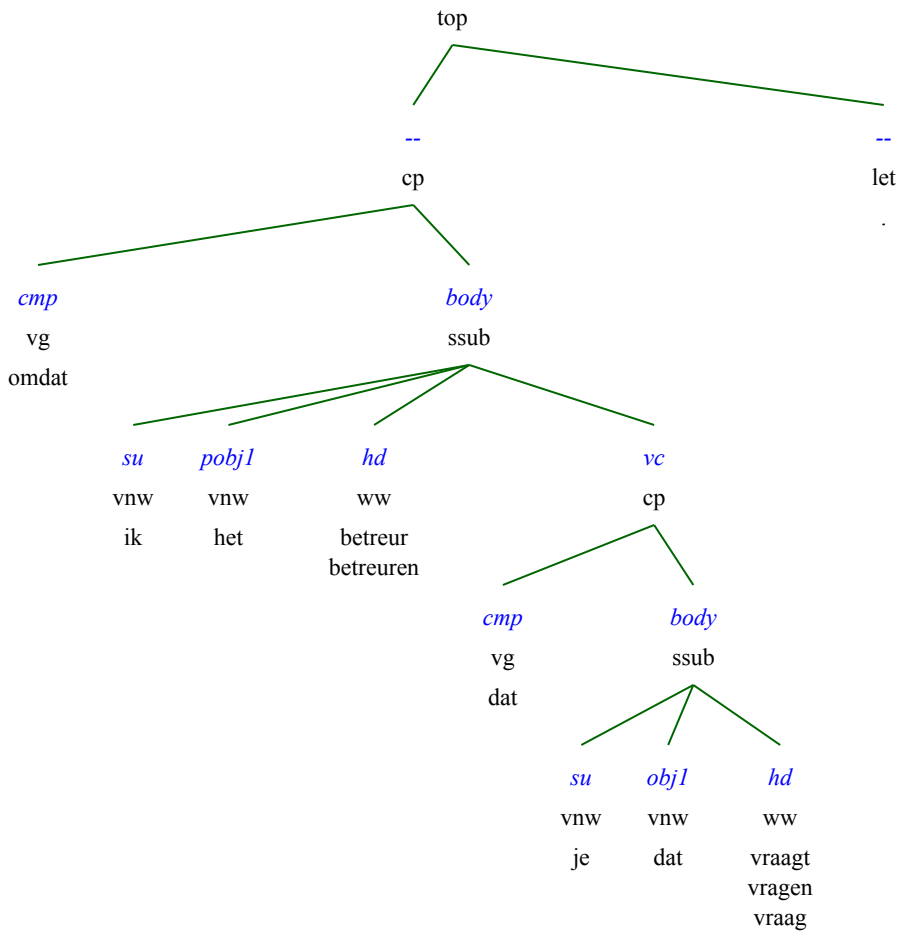 top
-- --
cp let
.
cmp body
vg ssub
omdat
su pobj1 hd vc
vnw vnw ww cp
ik het betreur
betreuren
cmp body
vg ssub
dat
su obj1 hd
vnw vnw ww
je dat vraagt
vragen
vraag